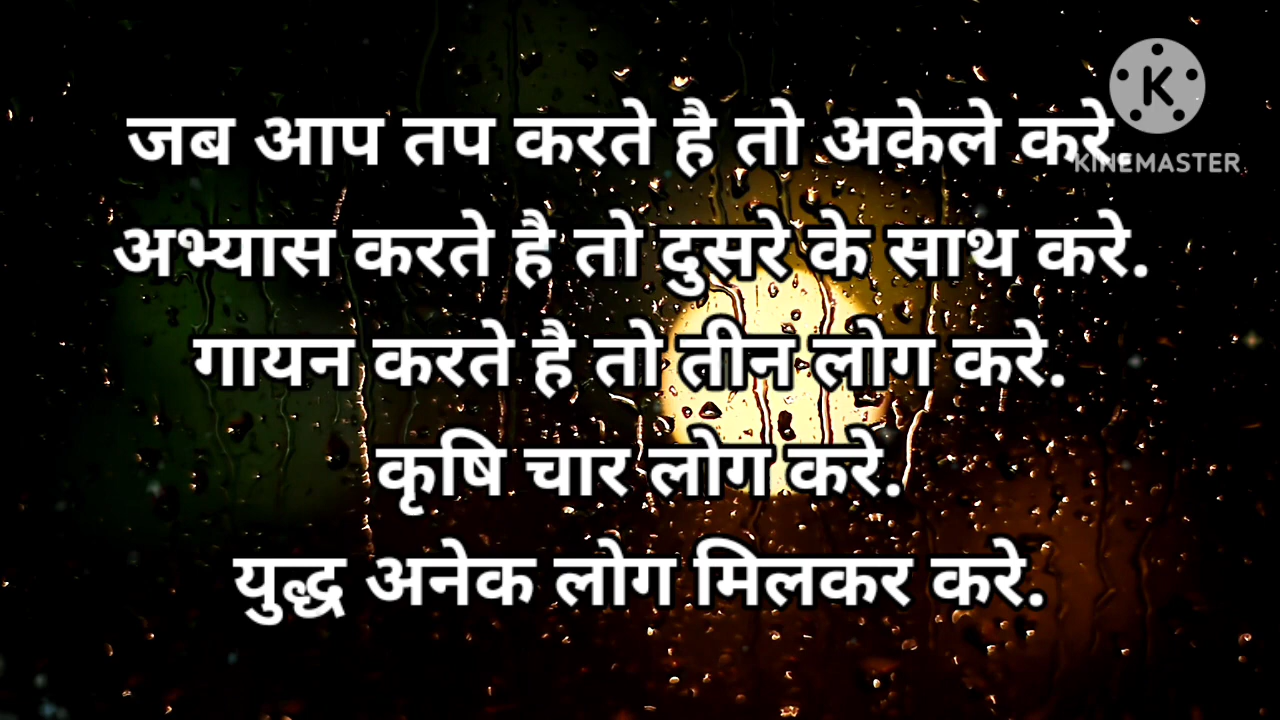 जब आप तप करते है तो अकेले करे.
KINEMASTER
अभ्यास करते है तो दुसरे के साथ करे.
गायन करते है तो तीन लोग करे.
कृषि चार लोग करे.
युद्ध अनेक लोग मिलकर करे.